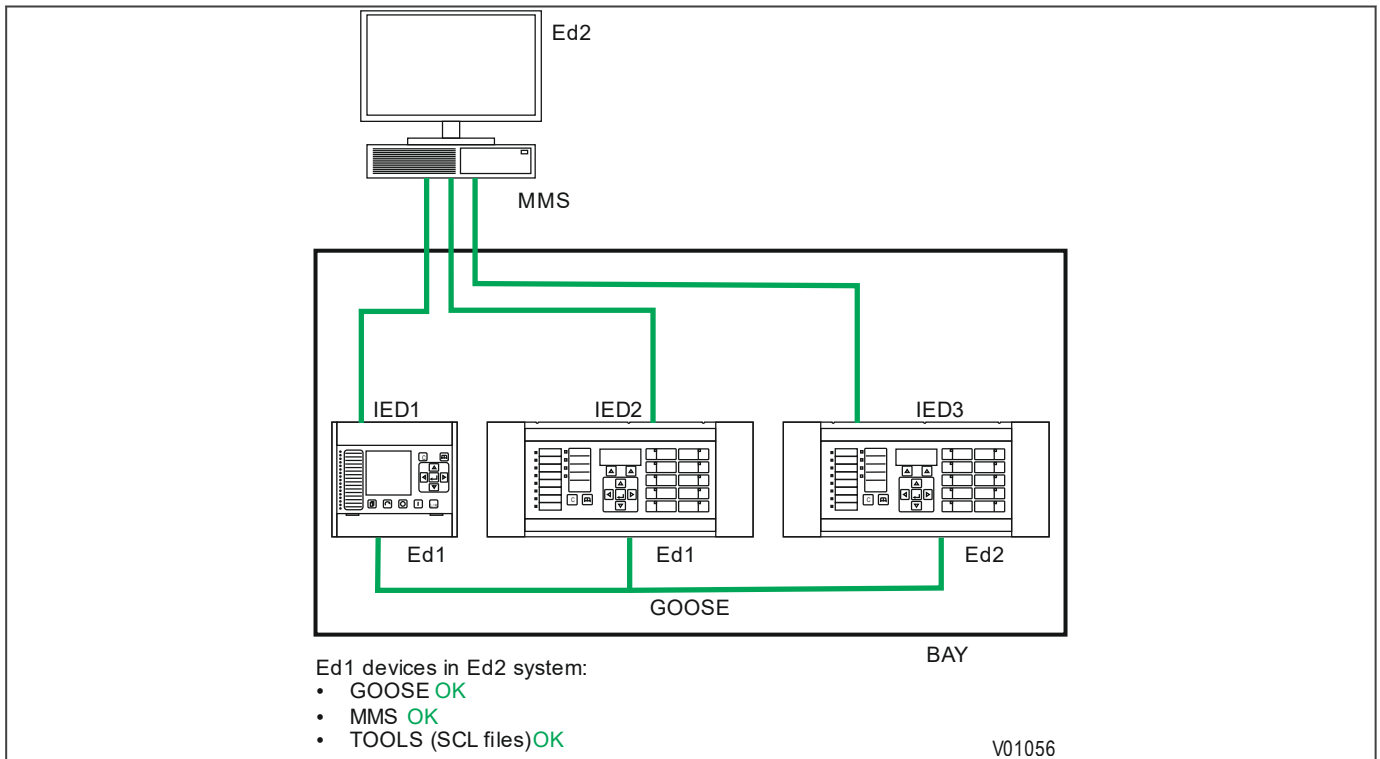 Ed2
MMS
IED1
IED2
IED3
C
C
C
Ed1
Ed1
Ed2
GOOSE
BAY
Ed1 devices in Ed2 system:
• GOOSE OK
• MMS OK
• TOOLS (SCL files) OK
V01056